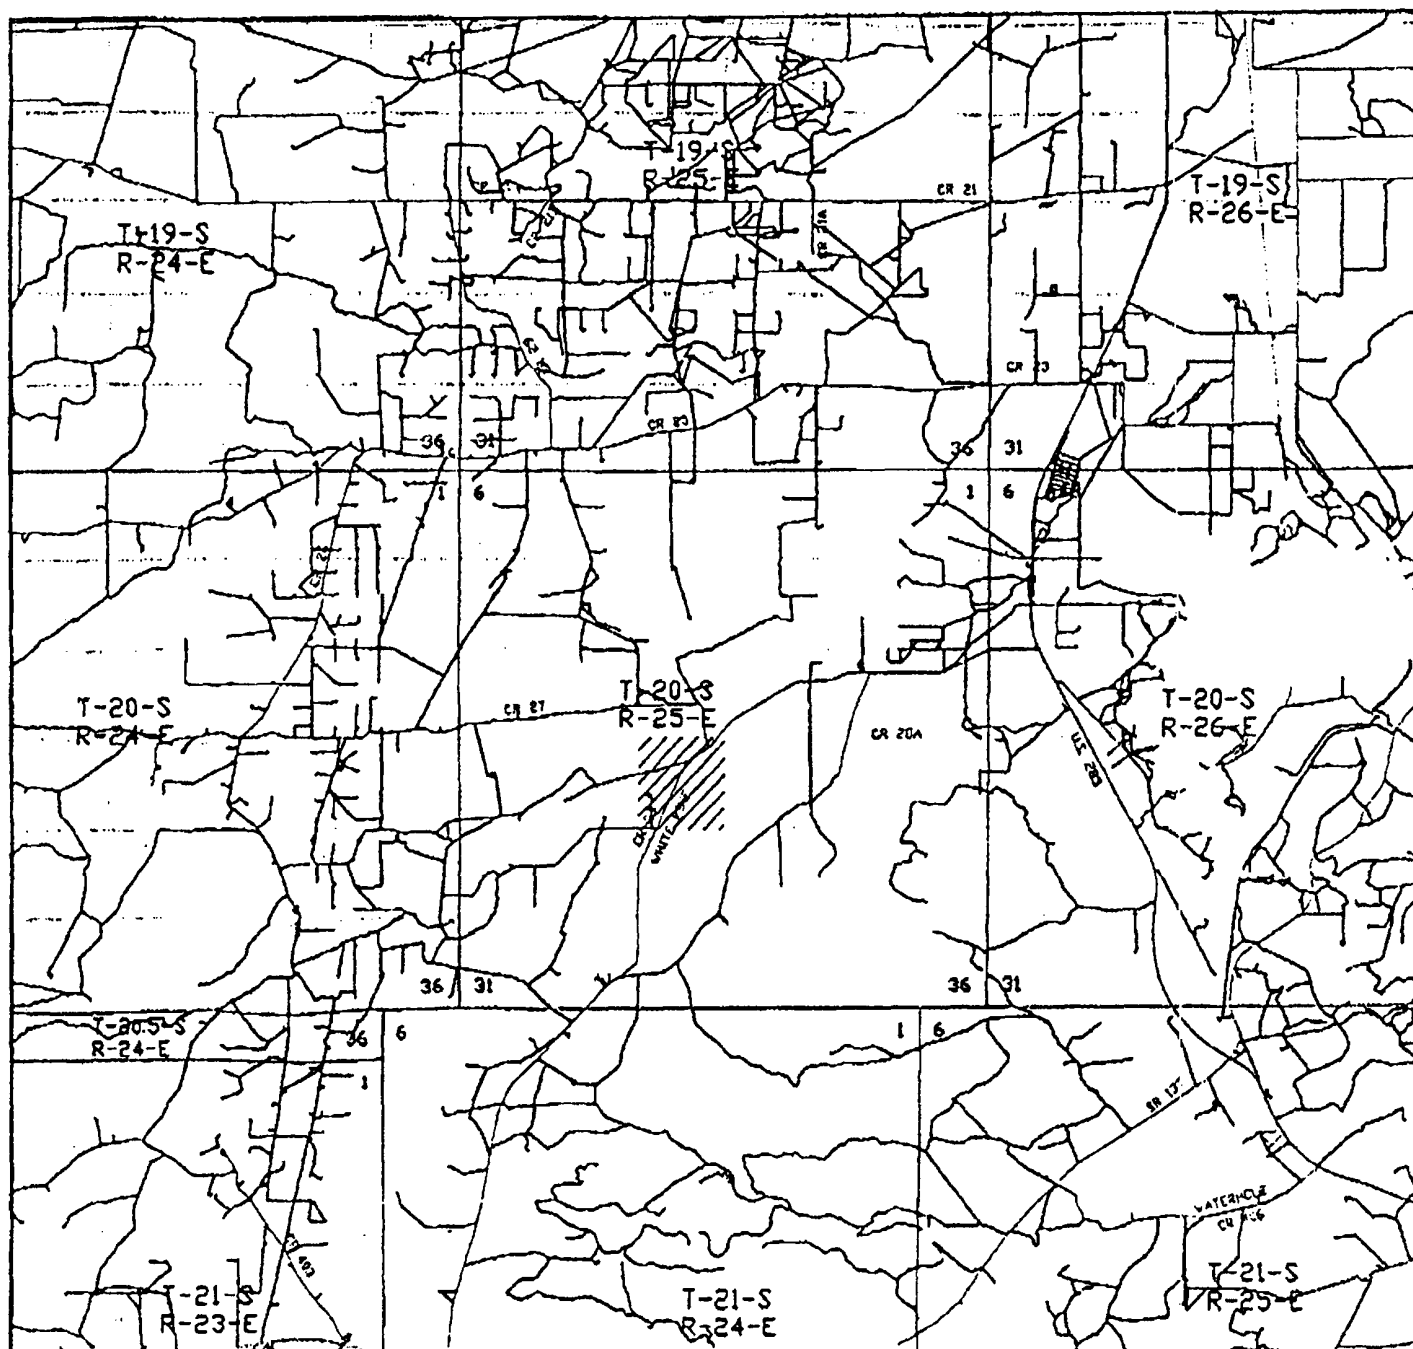 T-19-S
R-25-E
CR 21
T-19-S
R-26-E
T-19-S
R-24-E
CR 23
CR 23
36
31
36
31
1
6
1
6
T-20-S
R-24-E
CR 27
T-20-S
R-25-E
CR 20A
T-20-S
R-26-E
U.S. 285
36
31
36
31
T-20.5-S
R-24-E
36
6
1
6
1
SR 137
WATERHOLE
T-21-S
R-23-E
T-21-S
R-24-E
T-21-S
R-25-E